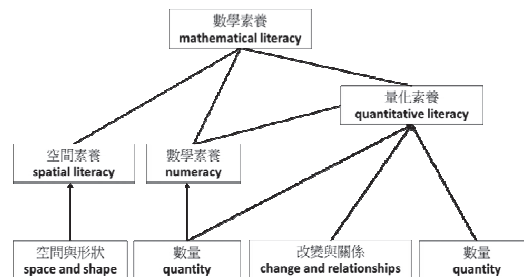 數學素養
mathematical literacy
量化素養
quantitative literacy
空間素養
spatial literacy
數學素養
numeracy
空間與形狀
space and shape
數量
quantity
改變與關係
change and relationships
數量
quantity